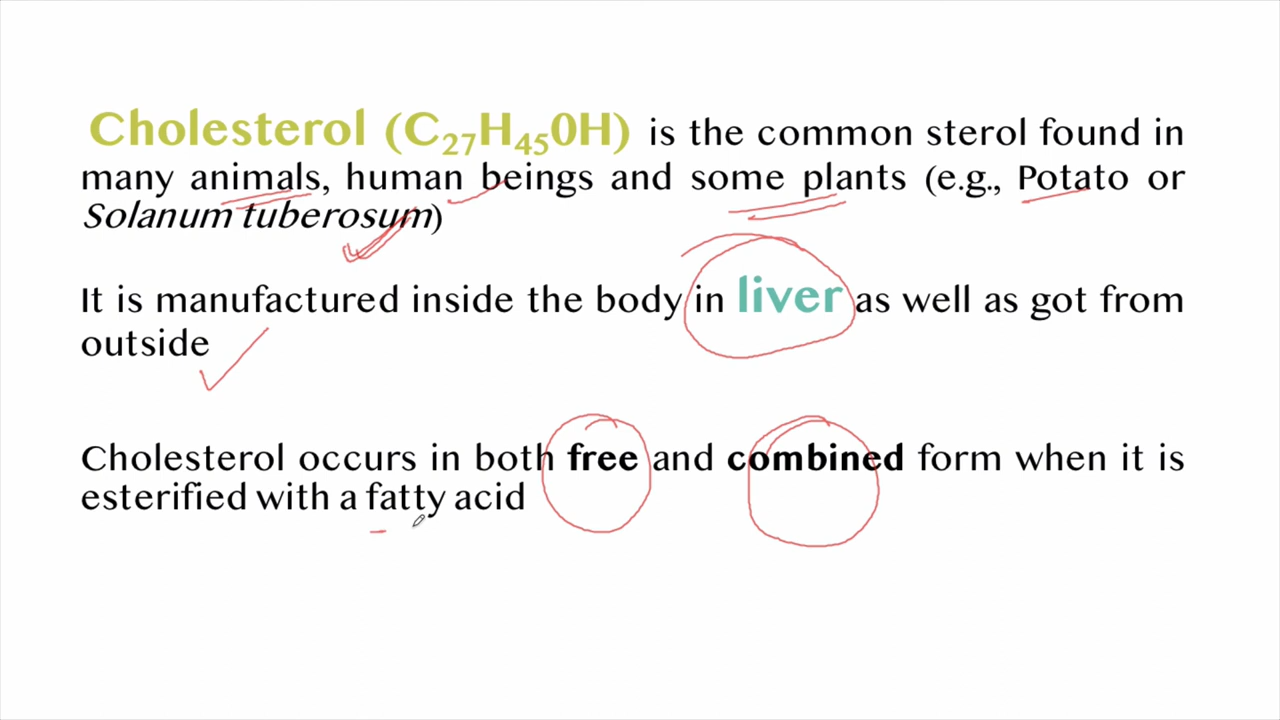 Cholesterol (C₂₇H₄₅0H) is the common sterol found in
many animals, human beings and some plants (e.g., Potato or
Solanum tuberosum)
It is manufactured inside the body in liver as well as got from
outside
Cholesterol occurs in both free and combined form when it is
esterified with a fatty acid